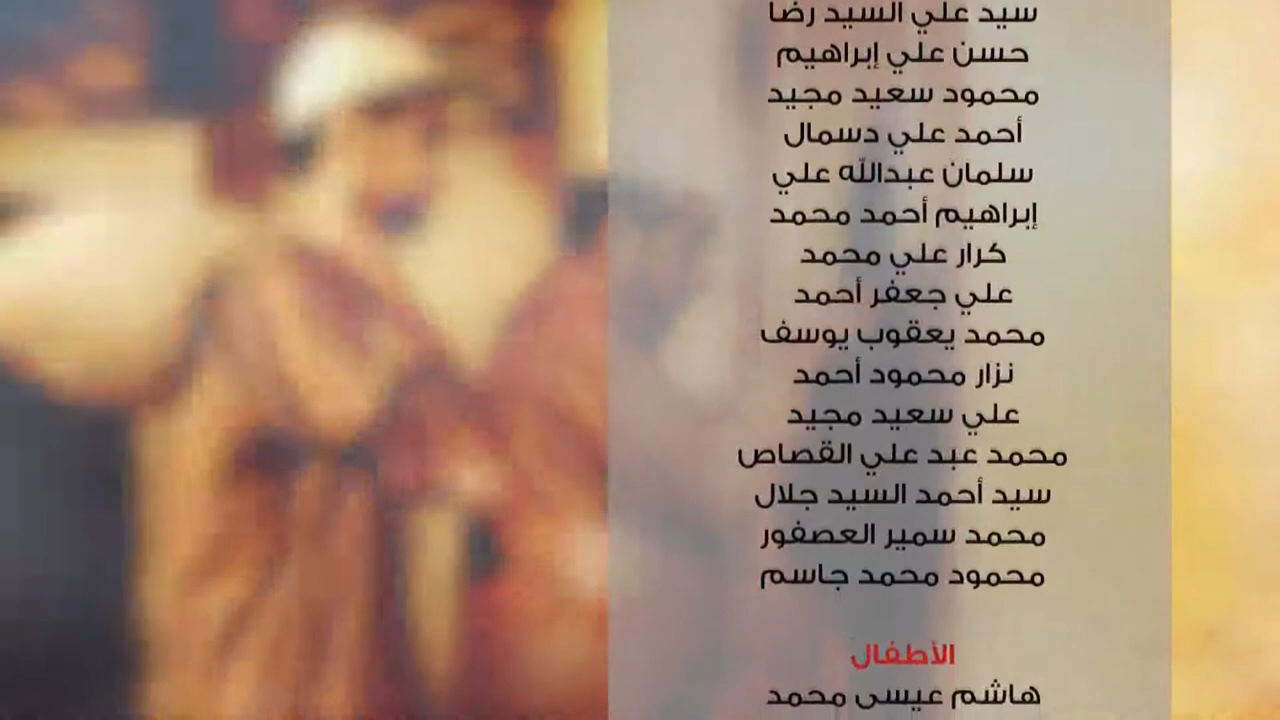 سيد علي السيد رضا
حسن علي إبراهيم
محمود سعيد مجيد
أحمد علي دسمال
سلمان عبدالله علي
إبراهيم أحمد محمد
كرار علي محمد
علي جعفر أحمد
محمد يعقوب يوسف
نزار محمود أحمد
علي سعيد مجيد
محمد عبد علي القصاص
سيد أحمد السيد جلال
محمد سمير العصفور
محمود محمد جاسم
الأطفال
هاشم عيسى محمد